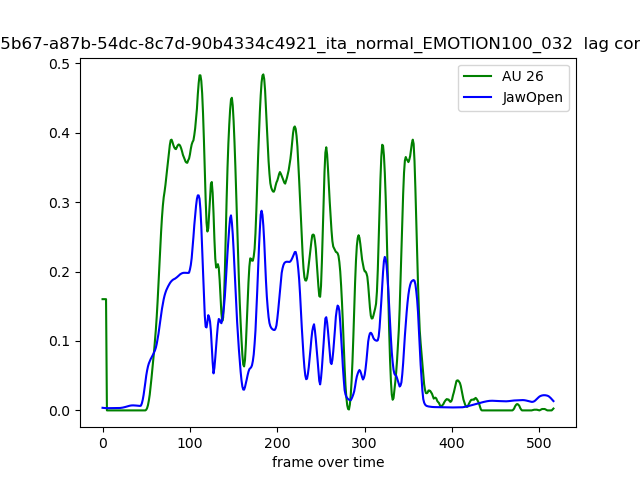 5b67-a87b-54dc-8c7d-90b4334c4921_ita_normal_EMOTION100_032  lag cor
AU 26
JawOpen
0.5
0.4
0.3
0.2
0.1
0.0
0 100 200 300 400 500
frame over time